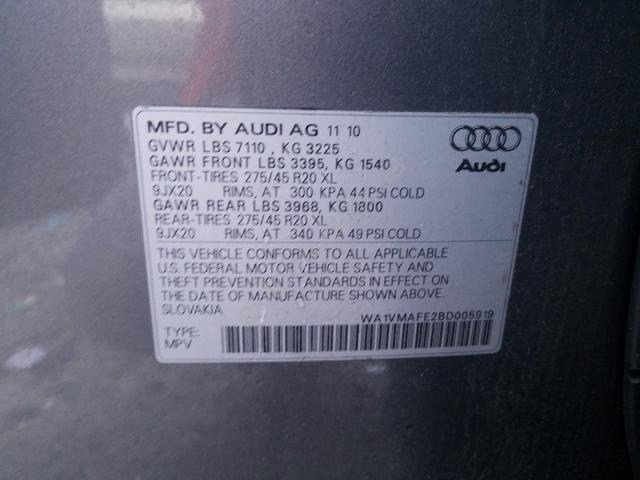 MFD. BY AUDI AG 11 10
GVWR LBS 7110 , KG 3225
GAWR FRONT LBS 3395, KG 1540
FRONT-TIRES 275/45 R20 XL
9JX20 RIMS, AT 300 KPA 44 PSI COLD
GAWR REAR LBS 3968, KG 1800
REAR-TIRES 275/45 R20 XL
9JX20 RIMS, AT 340 KPA 49 PSI COLD
Audi
THIS VEHICLE CONFORMS TO ALL APPLICABLE
U.S. FEDERAL MOTOR VEHICLE SAFETY AND
THEFT PREVENTION STANDARDS IN EFFECT ON
THE DATE OF MANUFACTURE SHOWN ABOVE.
SLOVAKIA
WA1VMAFE2BD005919
TYPE:
MPV